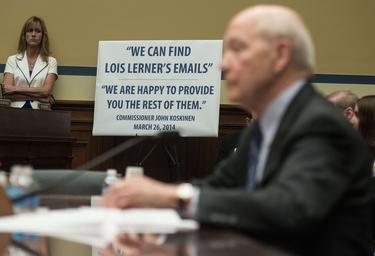 “WE CAN FIND
LOIS LERNER’S EMAILS”
“WE ARE HAPPY TO PROVIDE
YOU THE REST OF THEM.”
COMMISSIONER JOHN KOSKINEN
MARCH 26, 2014